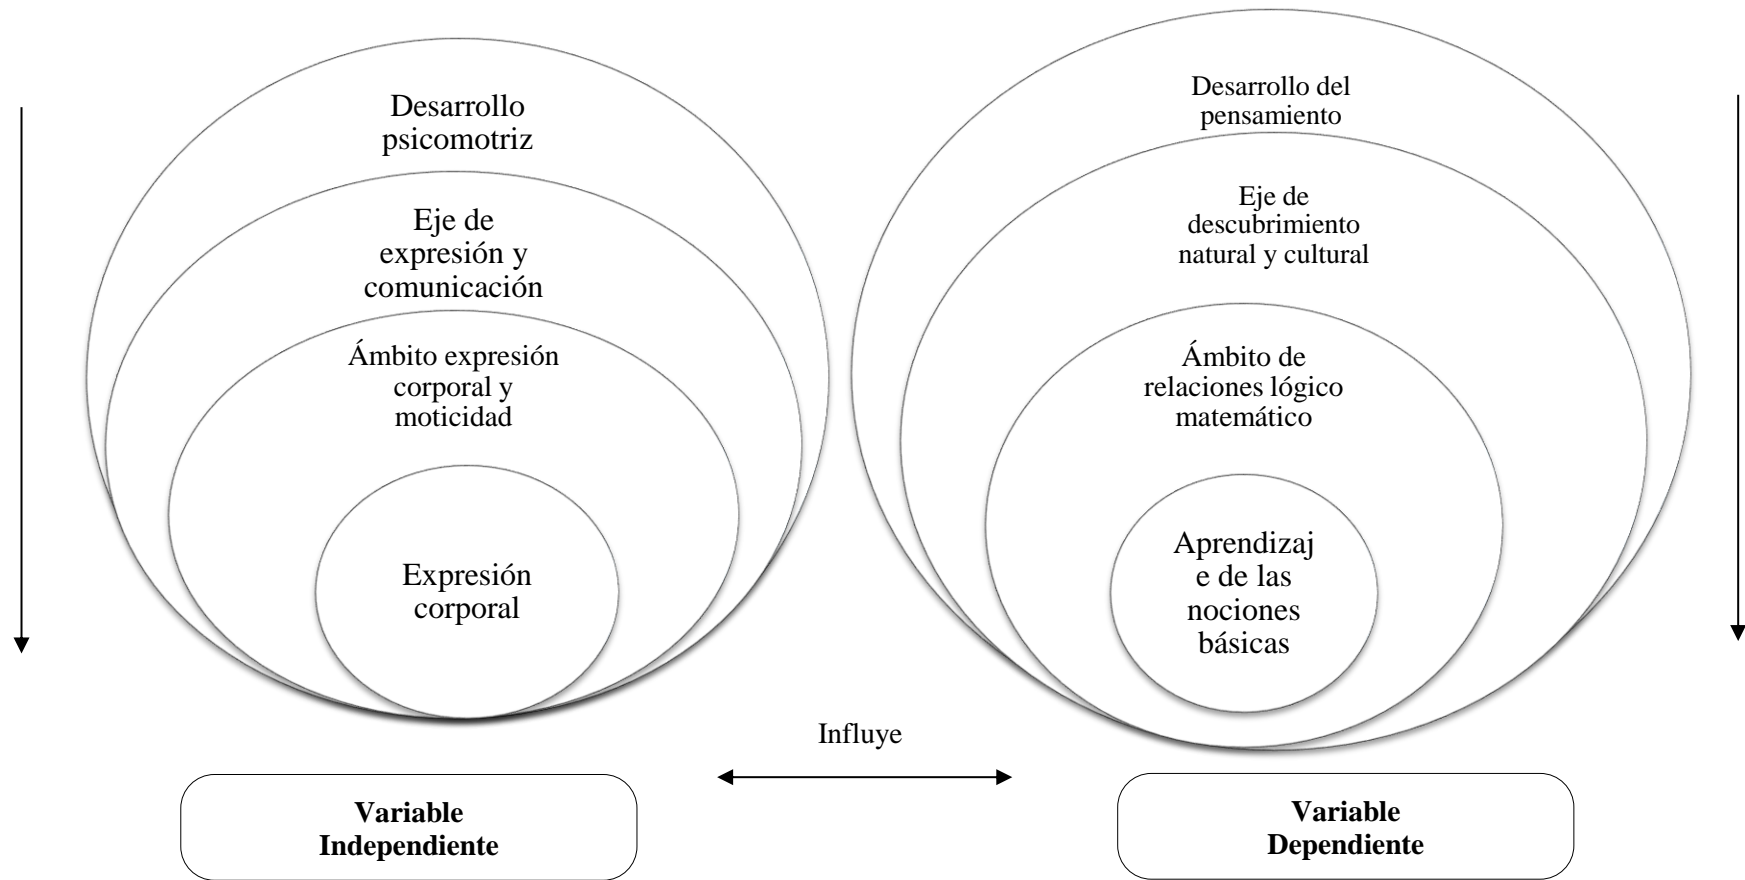 Desarrollo
psicomotriz
Eje de
expresión y
comunicación
Ámbito expresión
corporal y
moticidad
Expresión
corporal
Desarrollo del
pensamiento
Eje de
descubrimiento
natural y cultural
Ámbito de
relaciones lógico
matemático
Aprendizaj
e de las
nociones
básicas
Influye
Variable
Independiente
Variable
Dependiente